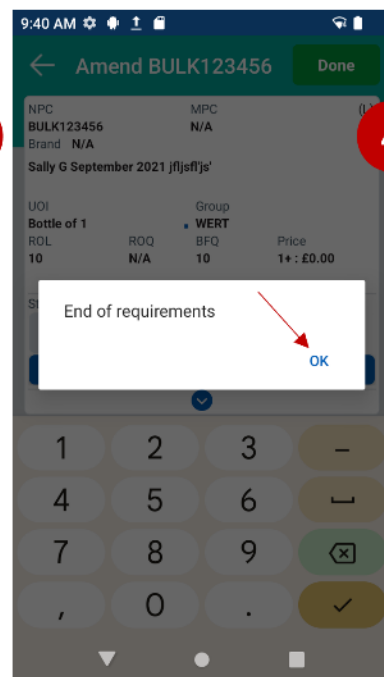 9:40 AM
Amend BULK123456 Done
NPC MPC (L)
BULK123456 N/A
Brand N/A
Sally G September 2021 jfljsfl'js'
UOI Group
Bottle of 1 WERT
ROL ROQ BFQ Price
10 N/A 10 1+ : £0.00
End of requirements
OK
1 2 3 –
4 5 6
7 8 9
, 0 .